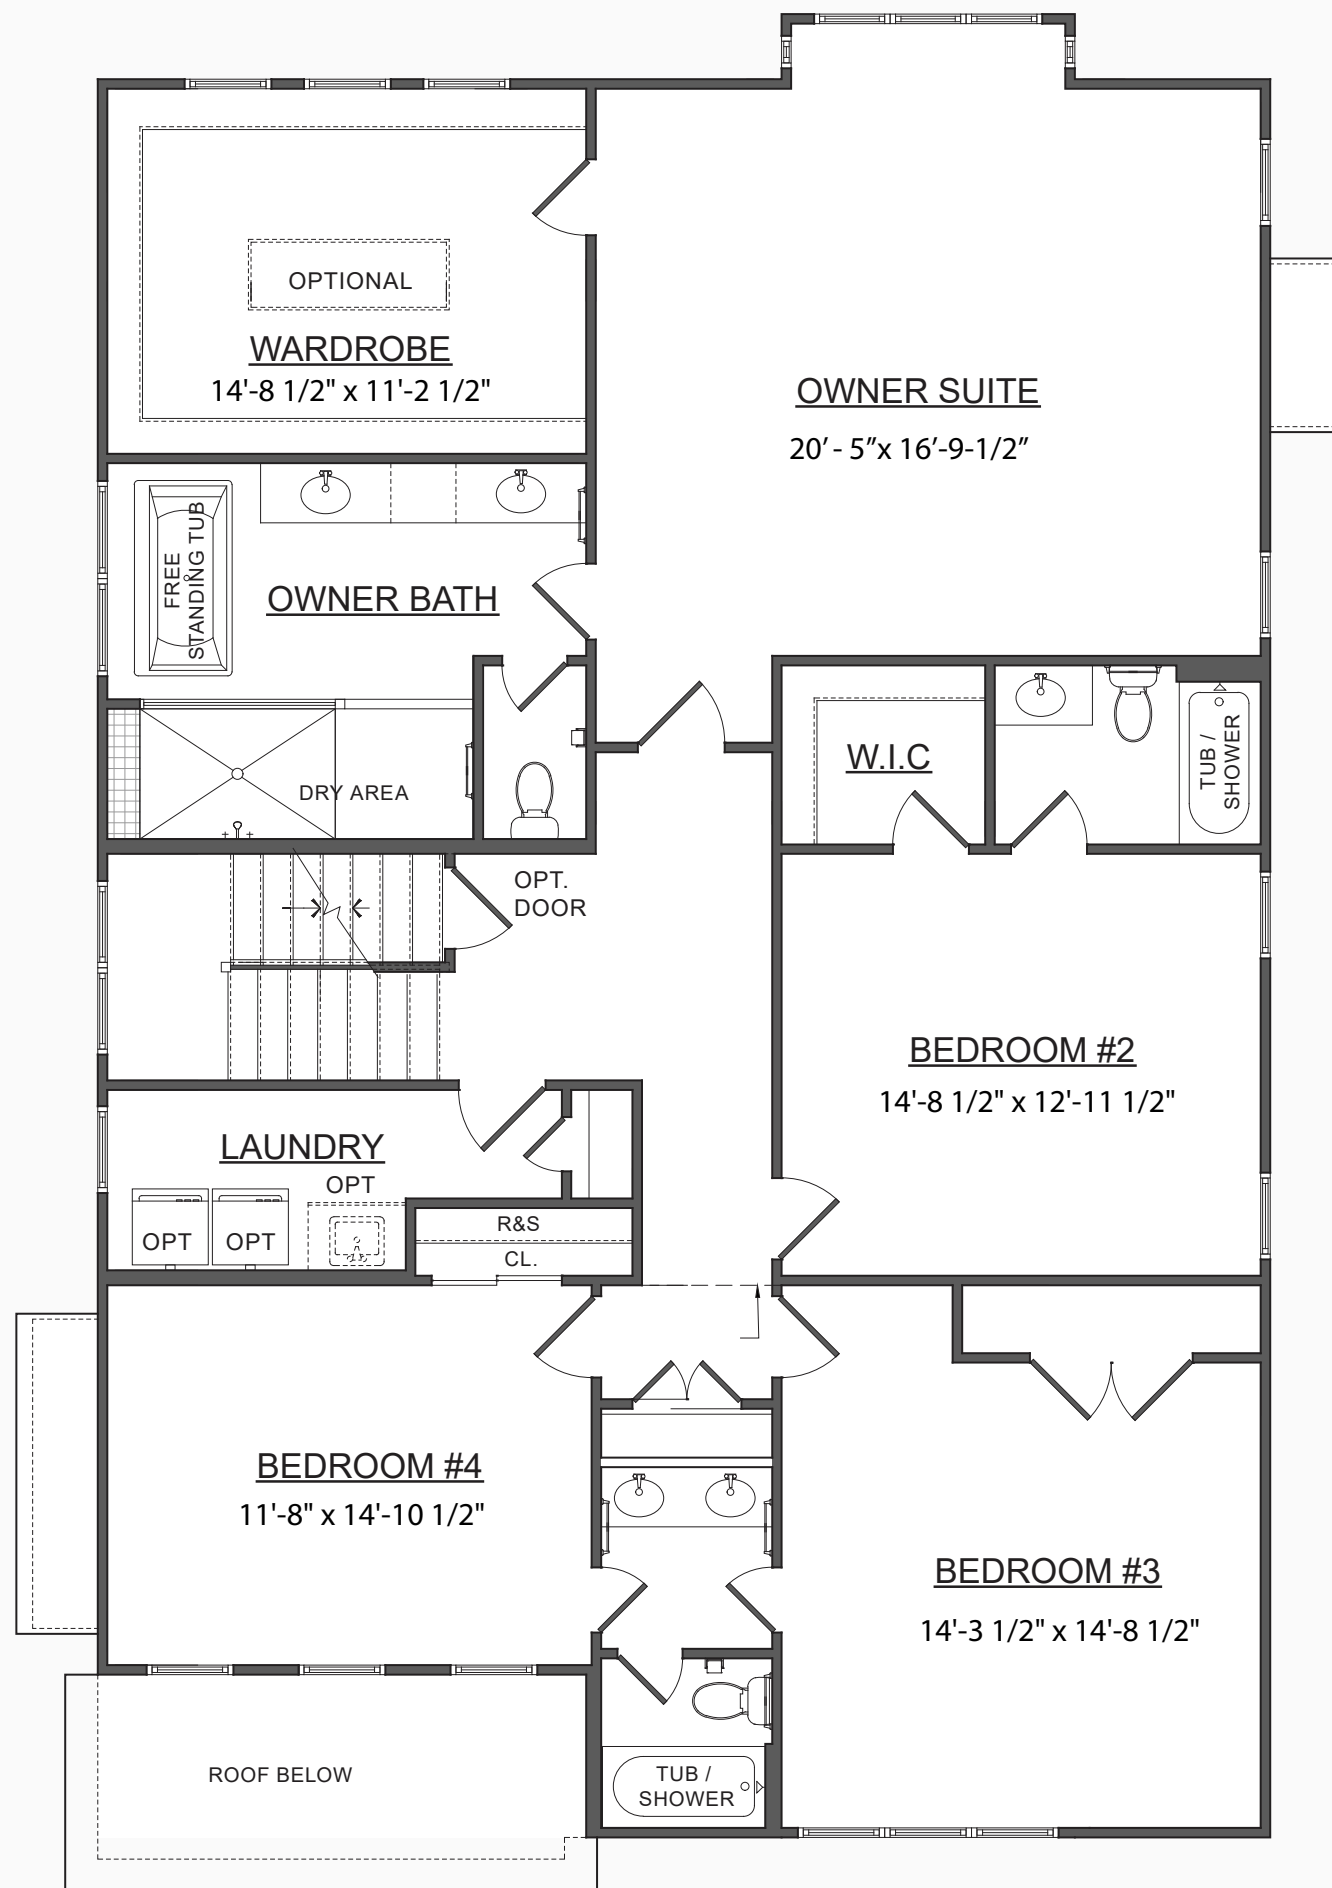 OPTIONAL
WARDROBE
14'-8 1/2" x 11'-2 1/2"
OWNER SUITE
20’ - 5”x 16’-9-1/2”
FREE
STANDING TUB
OWNER BATH
DRY AREA
W.I.C
TUB /
SHOWER
OPT.
DOOR
BEDROOM #2
14'-8 1/2" x 12'-11 1/2"
LAUNDRY
OPT
OPT
OPT
R&S
CL.
BEDROOM #4
11'-8" x 14'-10 1/2"
BEDROOM #3
14'-3 1/2" x 14'-8 1/2"
ROOF BELOW
TUB /
SHOWER